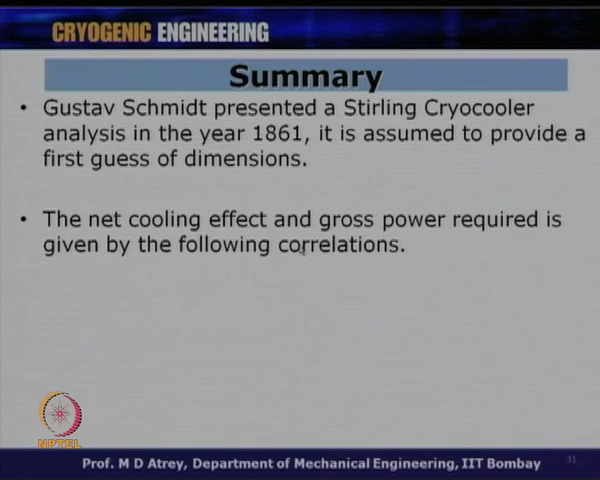 CRYOGENIC ENGINEERING
Summary
• Gustav Schmidt presented a Stirling Cryocooler
analysis in the year 1861, it is assumed to provide a
first guess of dimensions.
• The net cooling effect and gross power required is
given by the following correlations.
NPTEL
Prof. M D Atrey, Department of Mechanical Engineering, IIT Bombay
31